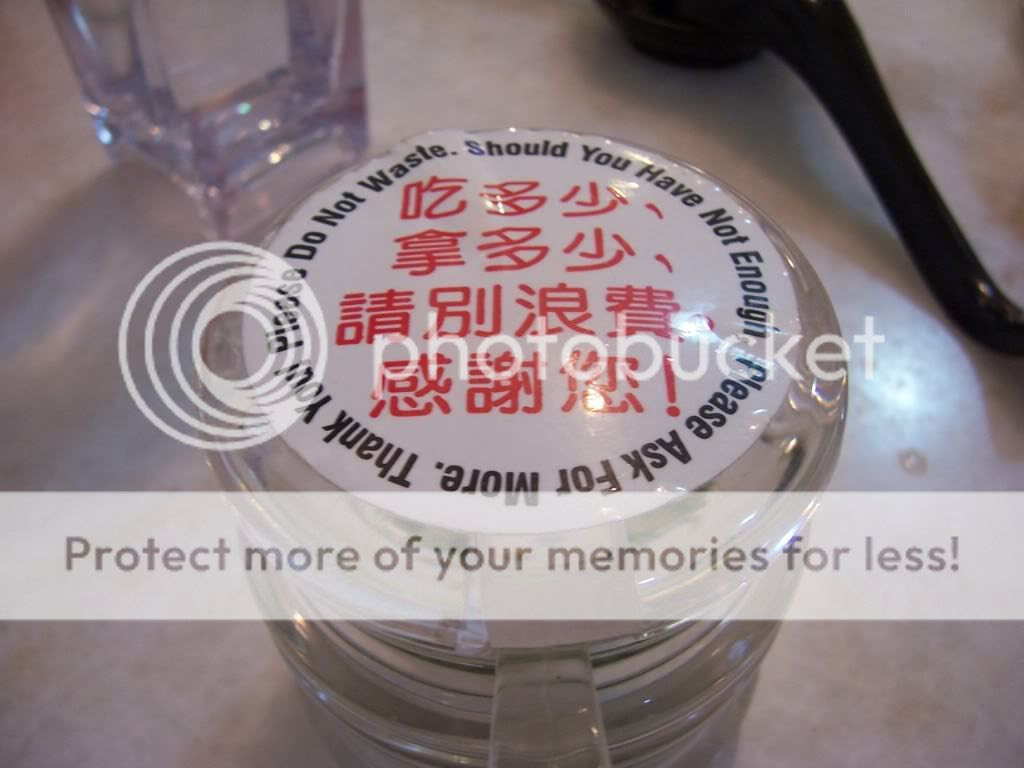 Please Do Not Waste. Should You Have Not Enough, Please Ask For More. Thank You!
吃多少、
拿多少,
請別浪費。
感謝您!
photobucket
Protect more of your memories for less!